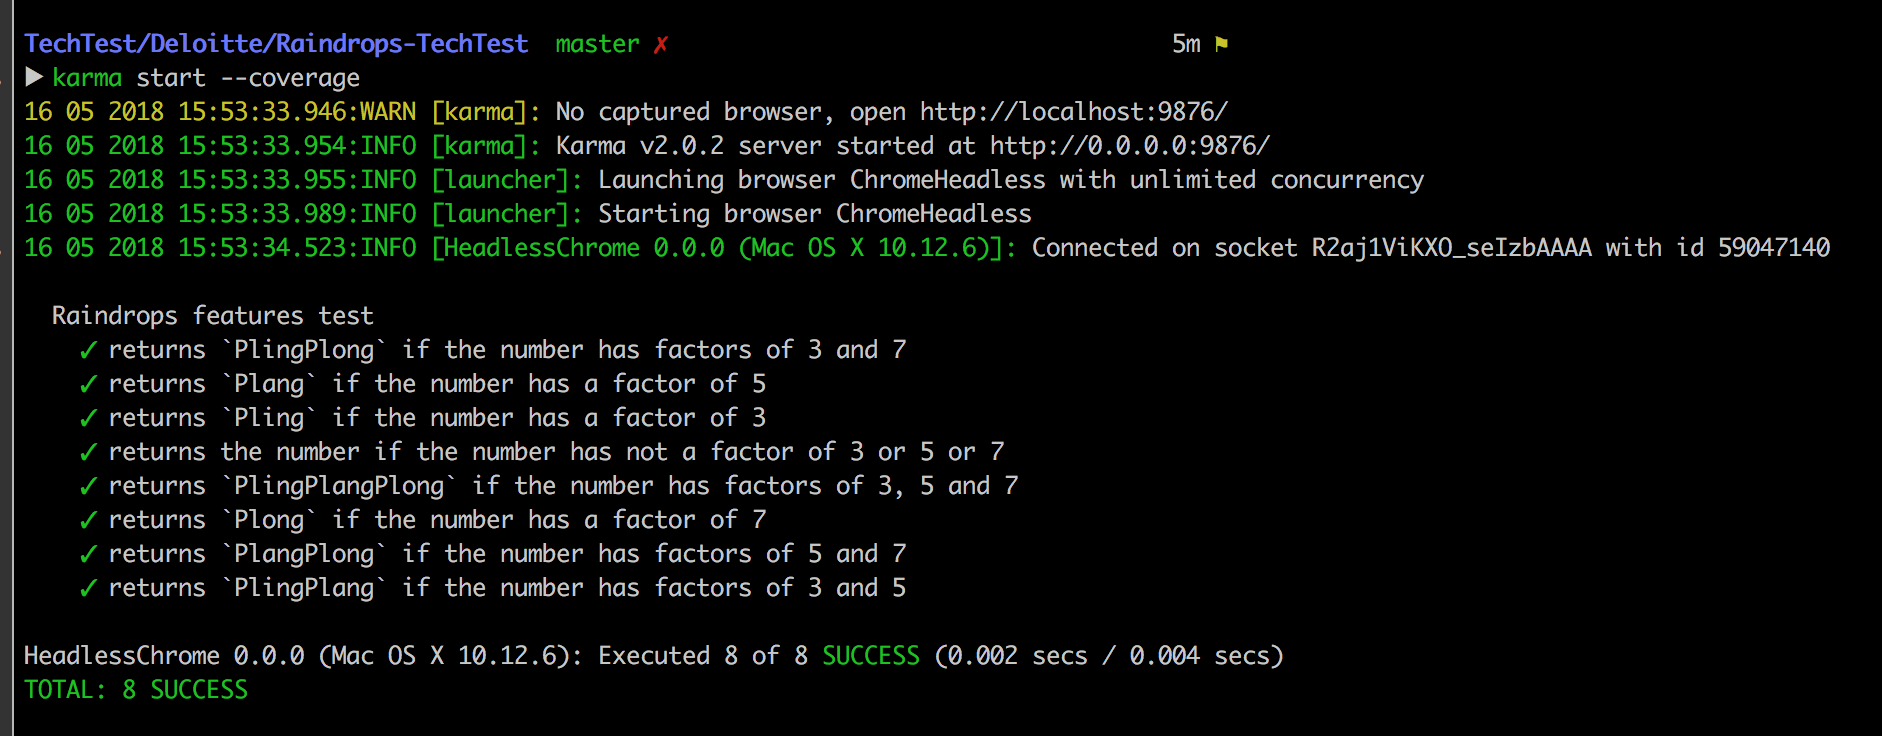 TechTest/Deloitte/Raindrops-TechTest master ✗ 5m ⚑
▶ karma start --coverage
16 05 2018 15:53:33.946:WARN [karma]: No captured browser, open http://localhost:9876/
16 05 2018 15:53:33.954:INFO [karma]: Karma v2.0.2 server started at http://0.0.0.0:9876/
16 05 2018 15:53:33.955:INFO [launcher]: Launching browser ChromeHeadless with unlimited concurrency
16 05 2018 15:53:33.989:INFO [launcher]: Starting browser ChromeHeadless
16 05 2018 15:53:34.523:INFO [HeadlessChrome 0.0.0 (Mac OS X 10.12.6)]: Connected on socket R2aj1ViKXO_seIzbAAAA with id 59047140
Raindrops features test
✓ returns `PlingPlong` if the number has factors of 3 and 7
✓ returns `Plang` if the number has a factor of 5
✓ returns `Pling` if the number has a factor of 3
✓ returns the number if the number has not a factor of 3 or 5 or 7
✓ returns `PlingPlangPlong` if the number has factors of 3, 5 and 7
✓ returns `Plong` if the number has a factor of 7
✓ returns `PlangPlong` if the number has factors of 5 and 7
✓ returns `PlingPlang` if the number has factors of 3 and 5
HeadlessChrome 0.0.0 (Mac OS X 10.12.6): Executed 8 of 8 SUCCESS (0.002 secs / 0.004 secs)
TOTAL: 8 SUCCESS